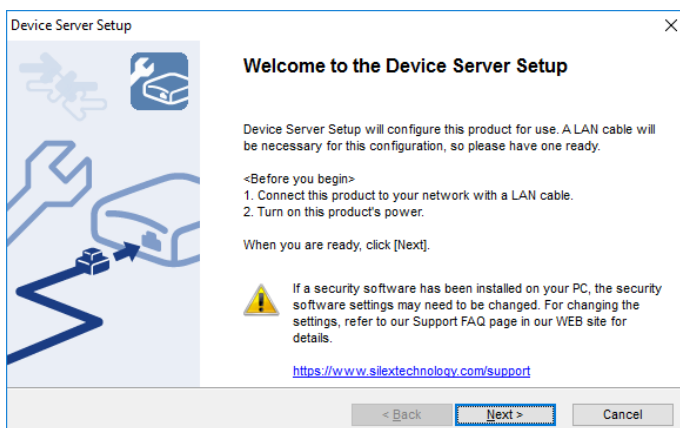 Device Server Setup
Welcome to the Device Server Setup
Device Server Setup will configure this product for use. A LAN cable will
be necessary for this configuration, so please have one ready.
<Before you begin>
1. Connect this product to your network with a LAN cable.
2. Turn on this product's power.
When you are ready, click [Next].
If a security software has been installed on your PC, the security
software settings may need to be changed. For changing the
settings, refer to our Support FAQ page in our WEB site for
details.
https://www.silextechnology.com/support
< Back
Next >
Cancel